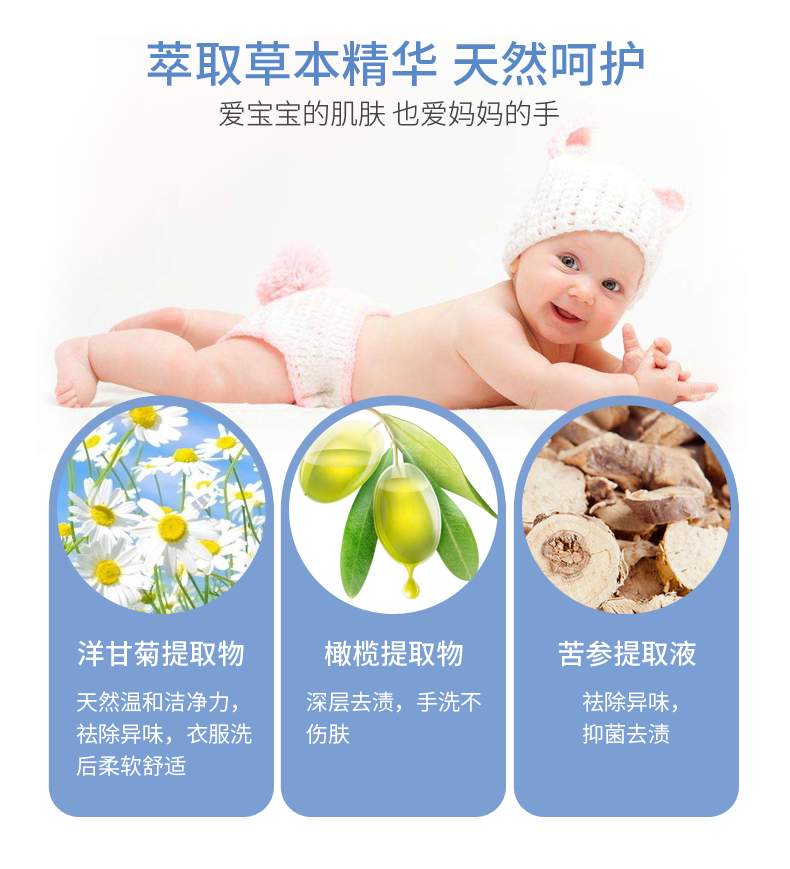 萃取草本精华 天然呵护
爱宝宝的肌肤 也爱妈妈的手
洋甘菊提取物
天然温和洁净力，
祛除异味，衣服洗
后柔软舒适
橄榄提取物
深层去渍，手洗不
伤肤
苦参提取液
祛除异味，
抑菌去渍